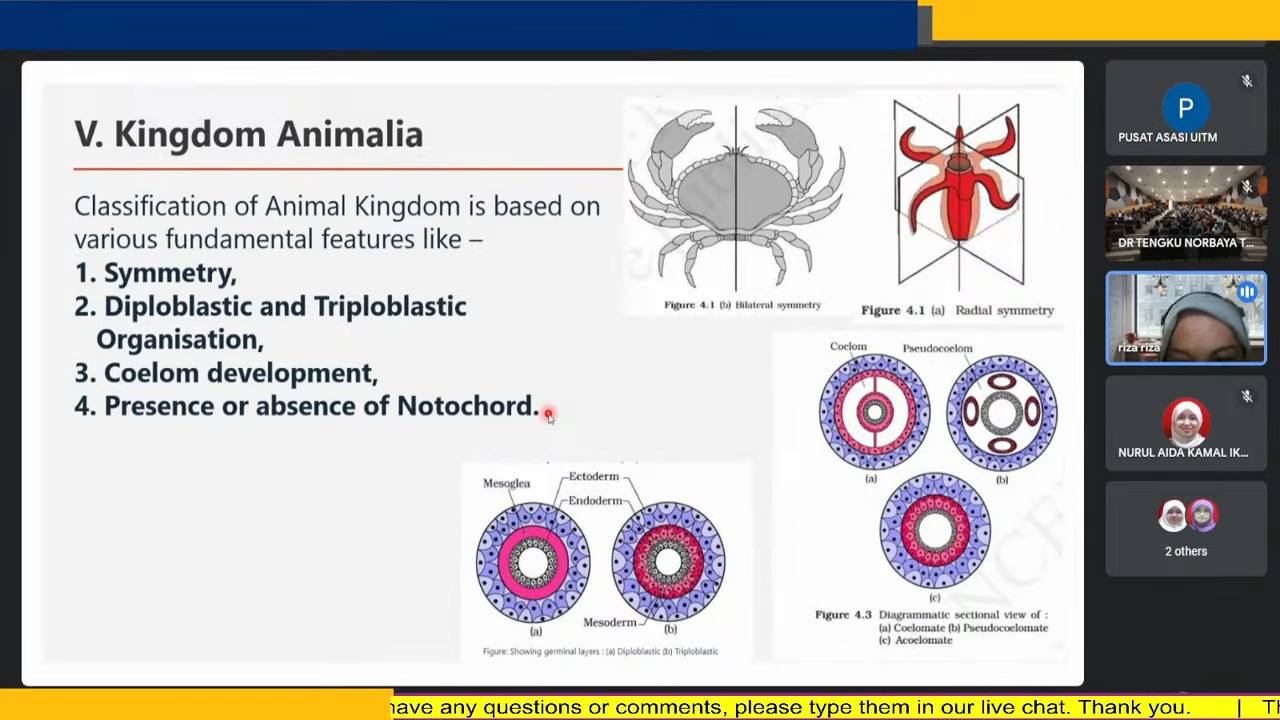 V. Kingdom Animalia
Classification of Animal Kingdom is based on
various fundamental features like –
1. Symmetry,
2. Diploblastic and Triploblastic
Organisation,
3. Coelom development,
4. Presence or absence of Notochord.
Figure 4.1 (b) Bilateral symmetry
Figure 4.1 (a) Radial symmetry
Coelom
Pseudocoelom
(a)
(b)
(c)
Figure 4.3 Diagrammatic sectional view of :
(a) Coelomate (b) Pseudocoelomate
(c) Acoelomate
Mesoglea
Ectoderm
Endoderm
Mesoderm
(a)
(b)
Figure: Showing germinal layers : (a) Diploblastic (b) Triploblastic
P
PUSAT ASASI UITM
DR TENGKU NORBAYA T...
riza riza
NURUL AIDA KAMAL IK...
2 others
have any questions or comments, please type them in our live chat. Thank you. | Th